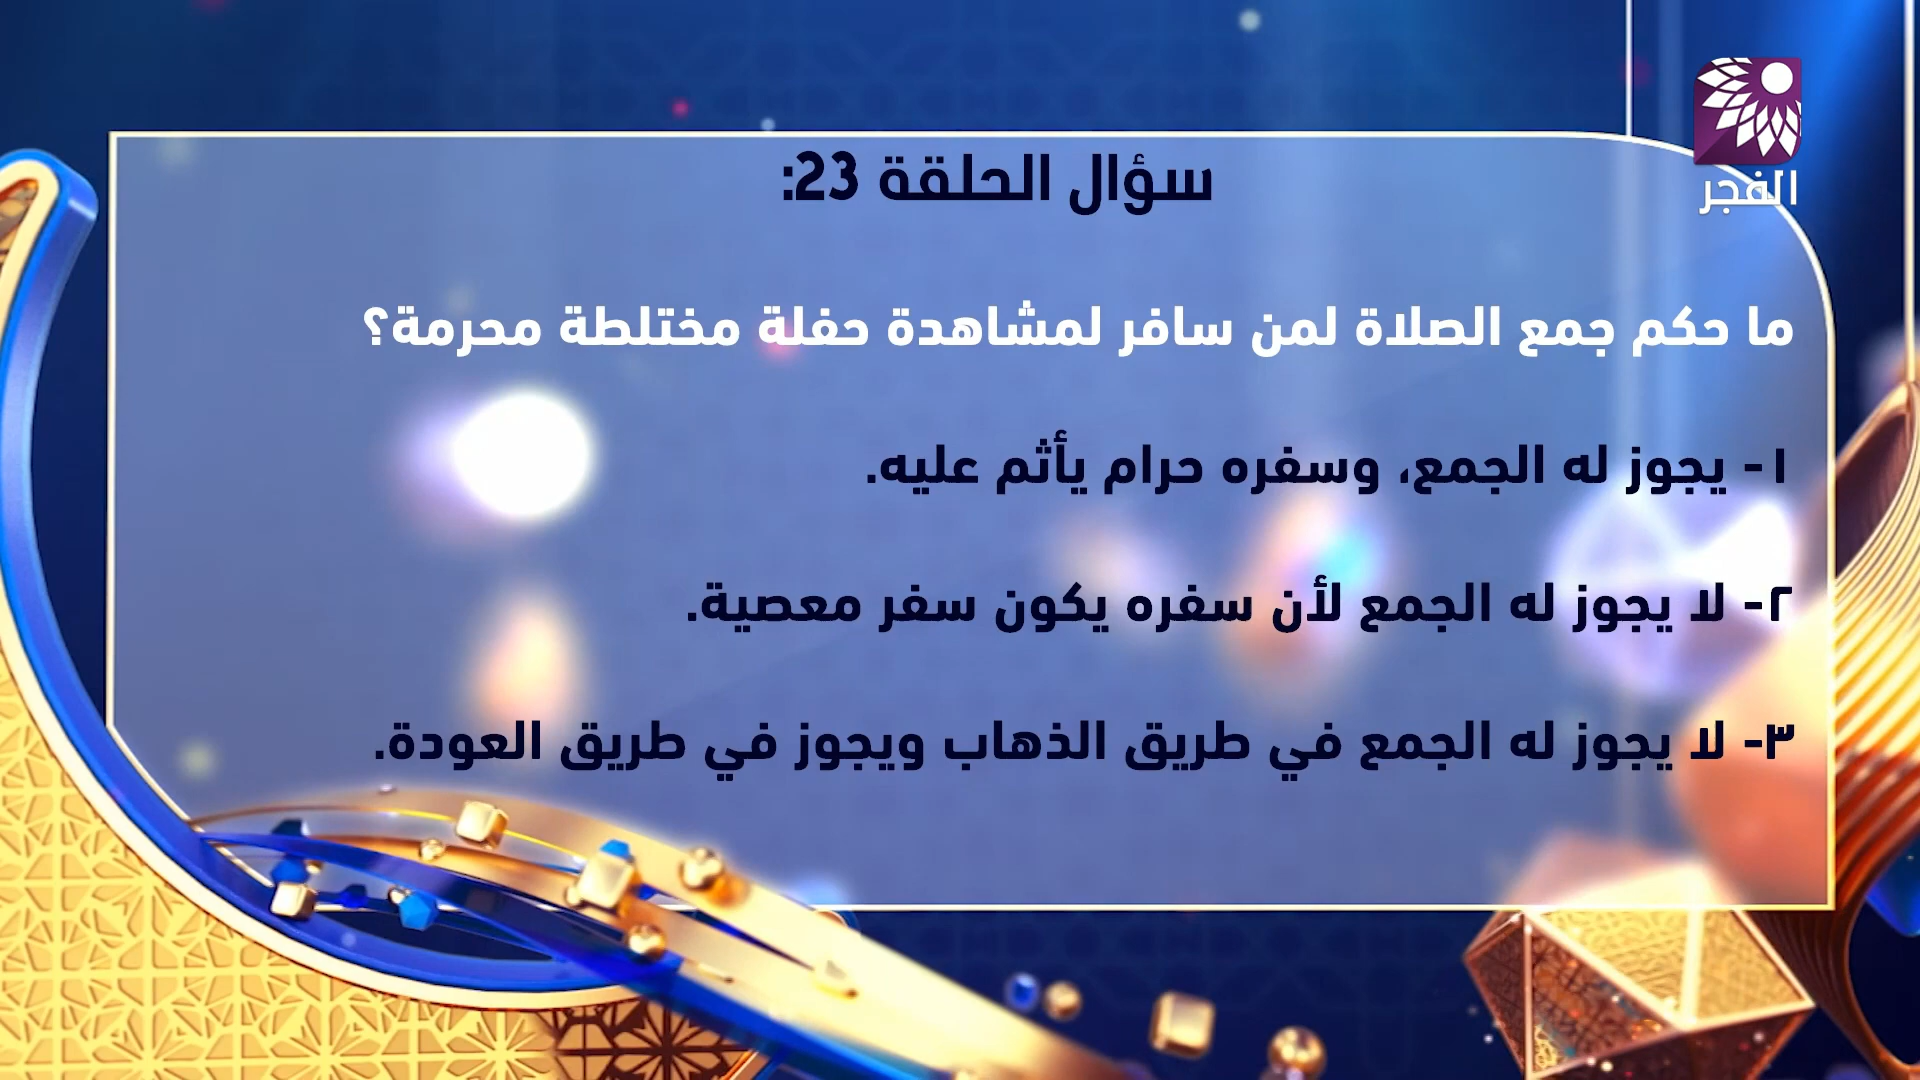 الفجر
سؤال الحلقة 23:
ما حكم جمع الصلاة لمن سافر لمشاهدة حفلة مختلطة محرمة؟
١- يجوز له الجمع، وسفره حرام يأثم عليه.
٢- لا يجوز له الجمع لأن سفره يكون سفر معصية.
٣- لا يجوز له الجمع في طريق الذهاب ويجوز في طريق العودة.